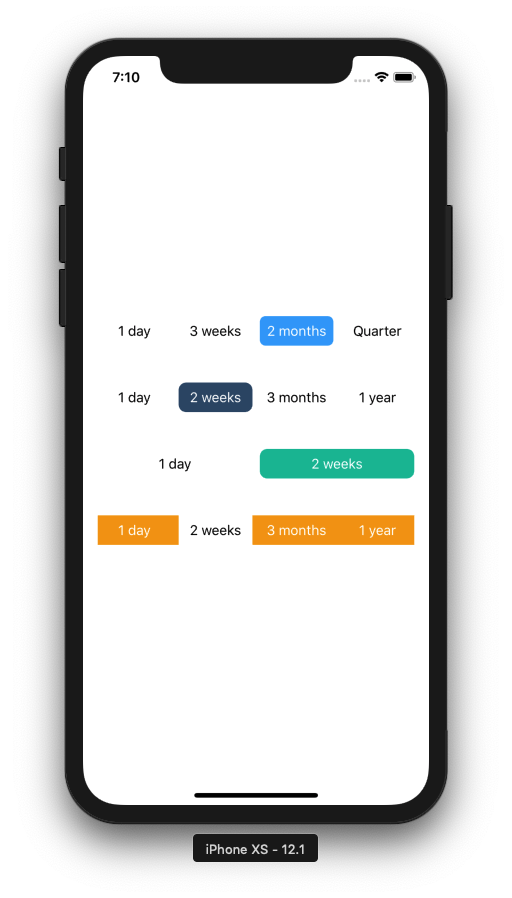 7:10
1 day 3 weeks 2 months Quarter
1 day 2 weeks 3 months 1 year
1 day 2 weeks
1 day 2 weeks 3 months 1 year
iPhone XS - 12.1